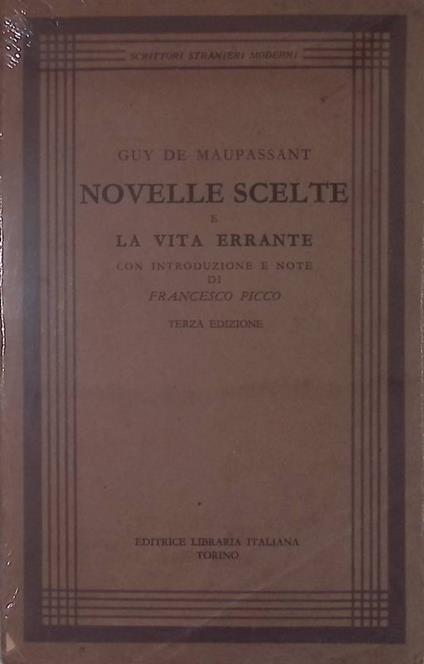 SCRITTORI STRANIERI MODERNI
GUY DE MAUPASSANT
NOVELLE SCELTE
E
LA VITA ERRANTE
CON INTRODUZIONE E NOTE
DI
FRANCESCO PICCO
TERZA EDIZIONE
EDITRICE LIBRARIA ITALIANA
TORINO